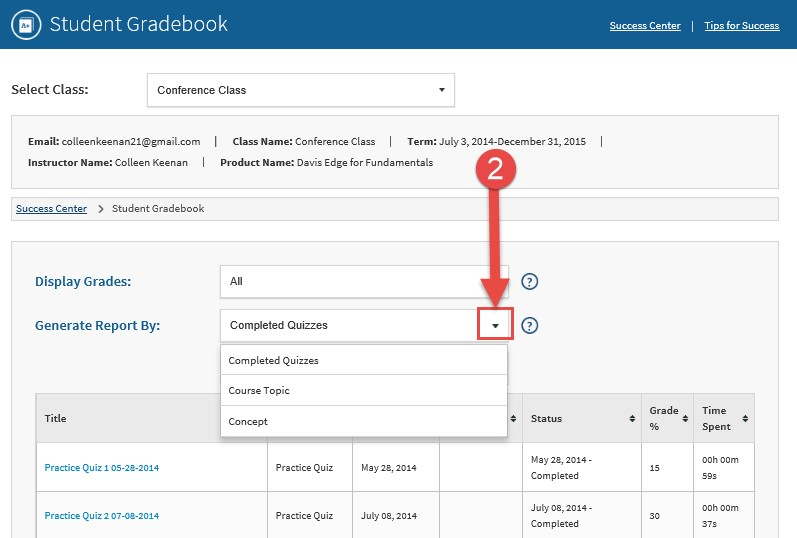 A+ Student Gradebook Success Center | Tips for Success
Select Class: Conference Class
Email: colleenkeenan21@gmail.com | Class Name: Conference Class | Term: July 3, 2014-December 31, 2015 |
Instructor Name: Colleen Keenan | Product Name: Davis Edge for Fundamentals
2
Success Center > Student Gradebook
Display Grades: All ?
Generate Report By: Completed Quizzes ?
Completed Quizzes
Course Topic
Concept
Title Status Grade % Time Spent
Practice Quiz 1 05-28-2014 Practice Quiz May 28, 2014 May 28, 2014 - Completed 15 00h 00m 59s
Practice Quiz 2 07-08-2014 Practice Quiz July 08, 2014 July 08, 2014 - Completed 30 00h 00m 37s